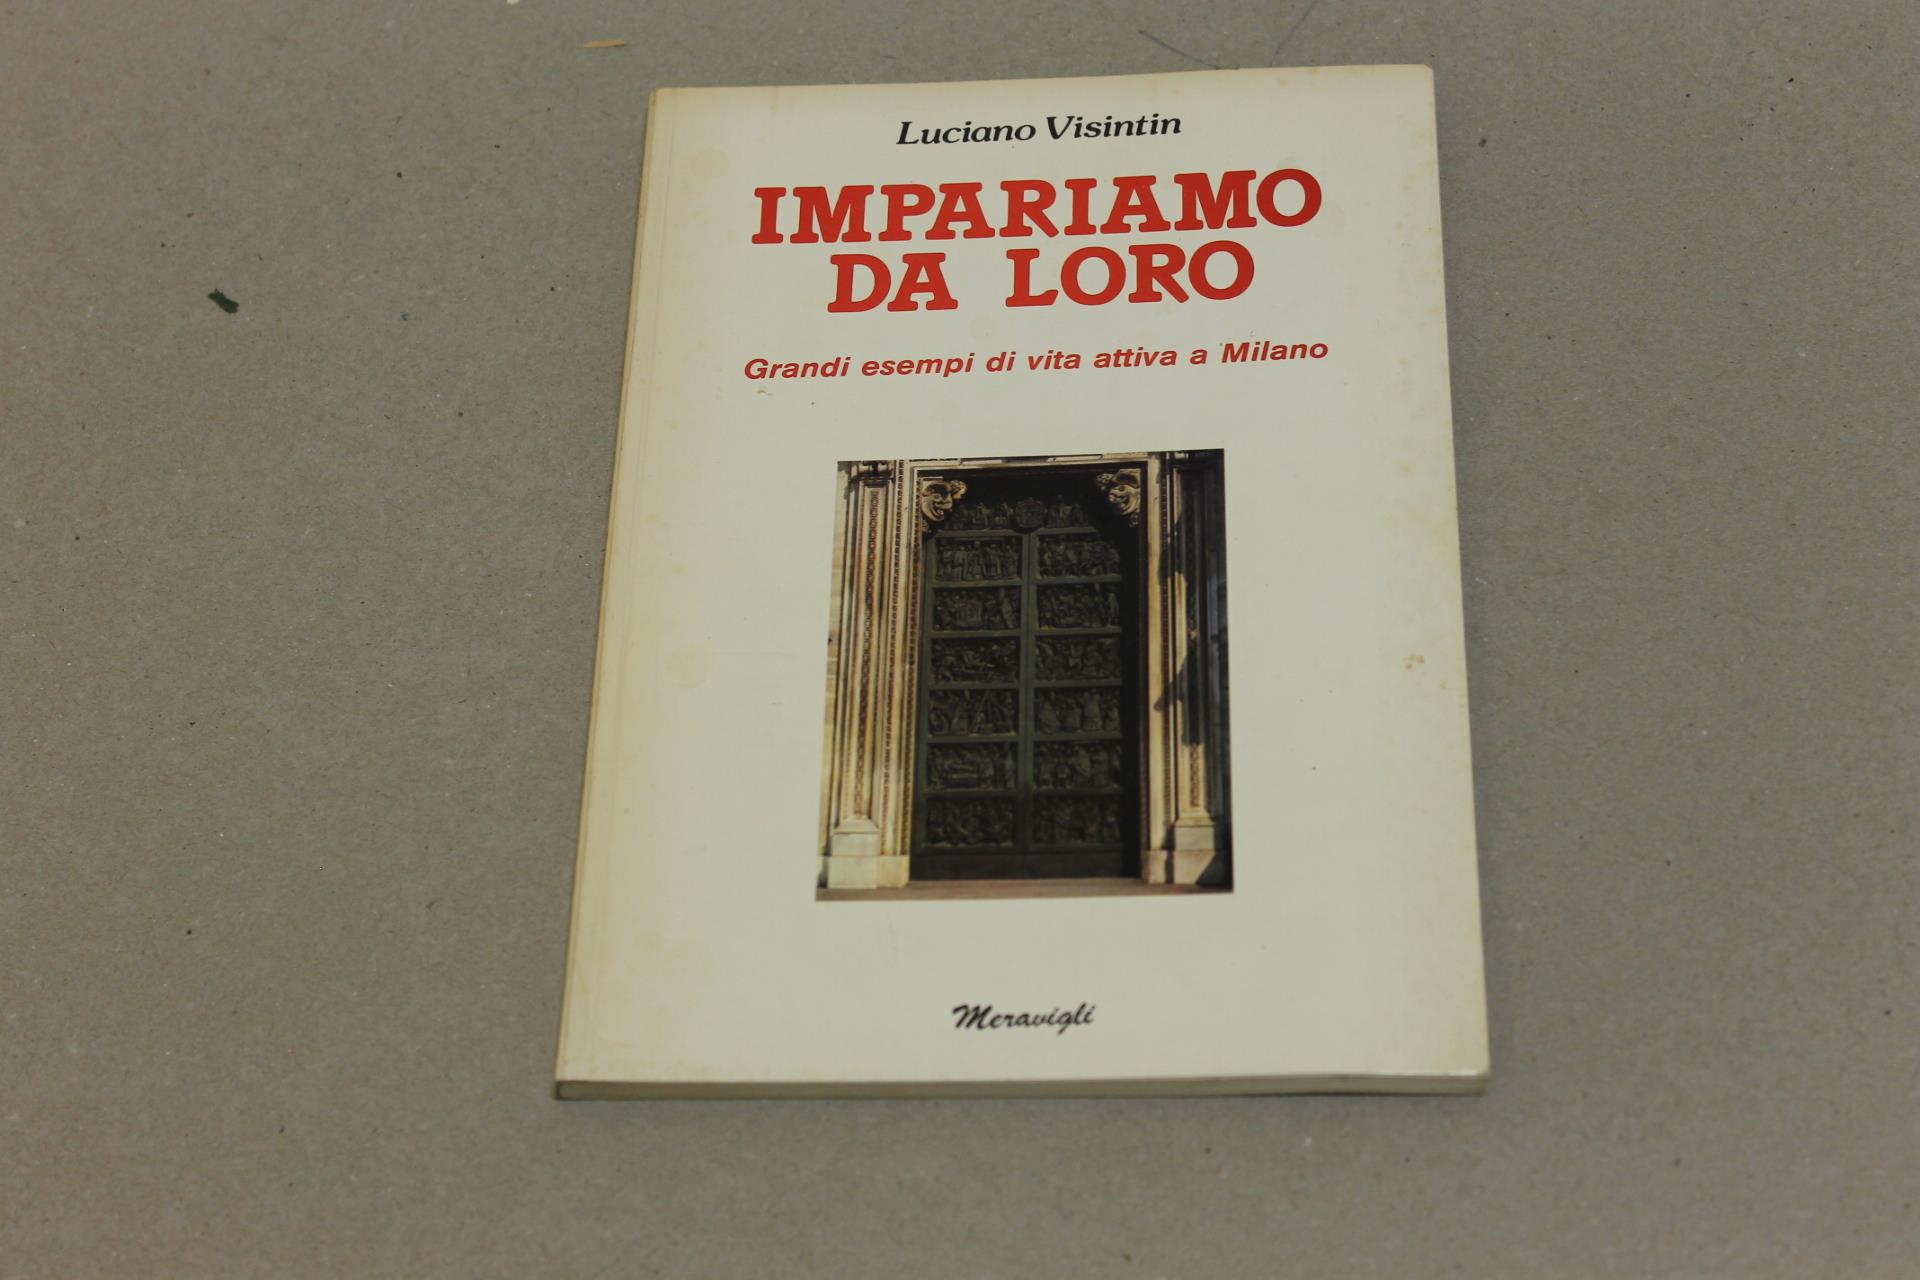 Luciano Visintin
IMPARIAMO
DA LORO
Grandi esempi di vita attiva a Milano
Meravigli